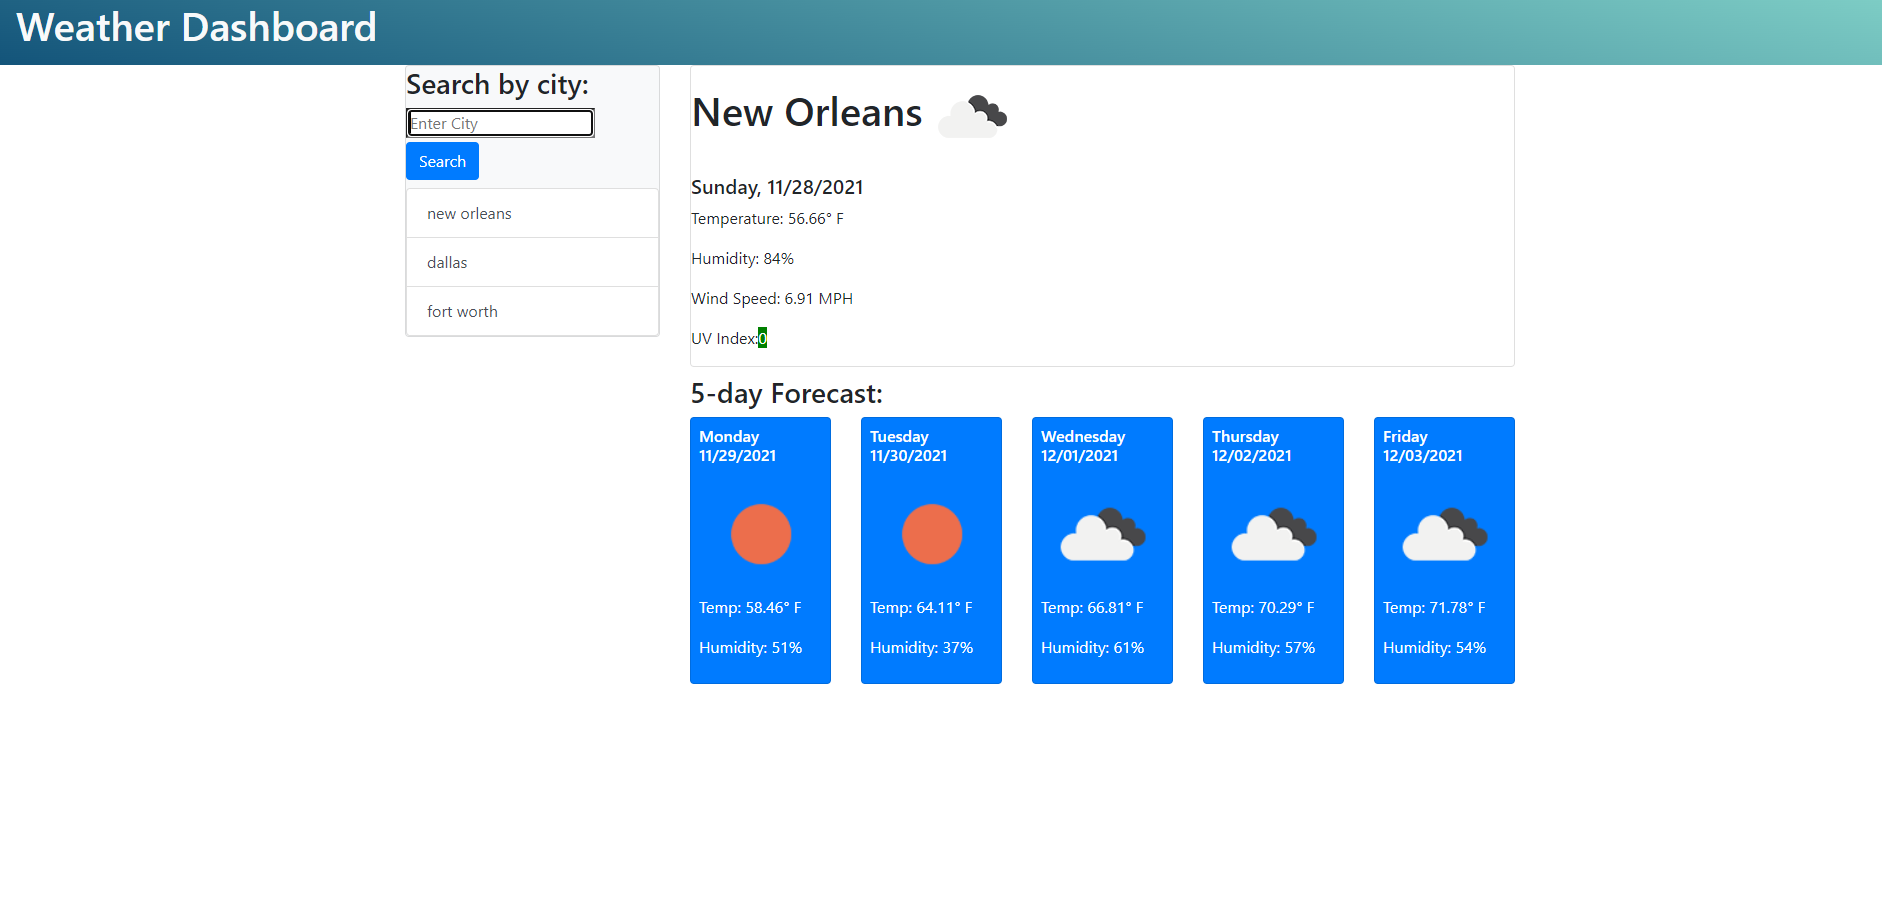 Weather Dashboard
Search by city:
Enter City
Search
new orleans
dallas
fort worth
New Orleans
Sunday, 11/28/2021
Temperature: 56.66° F
Humidity: 84%
Wind Speed: 6.91 MPH
UV Index:0
5-day Forecast:
Monday
11/29/2021
Temp: 58.46° F
Humidity: 51%
Tuesday
11/30/2021
Temp: 64.11° F
Humidity: 37%
Wednesday
12/01/2021
Temp: 66.81° F
Humidity: 61%
Thursday
12/02/2021
Temp: 70.29° F
Humidity: 57%
Friday
12/03/2021
Temp: 71.78° F
Humidity: 54%